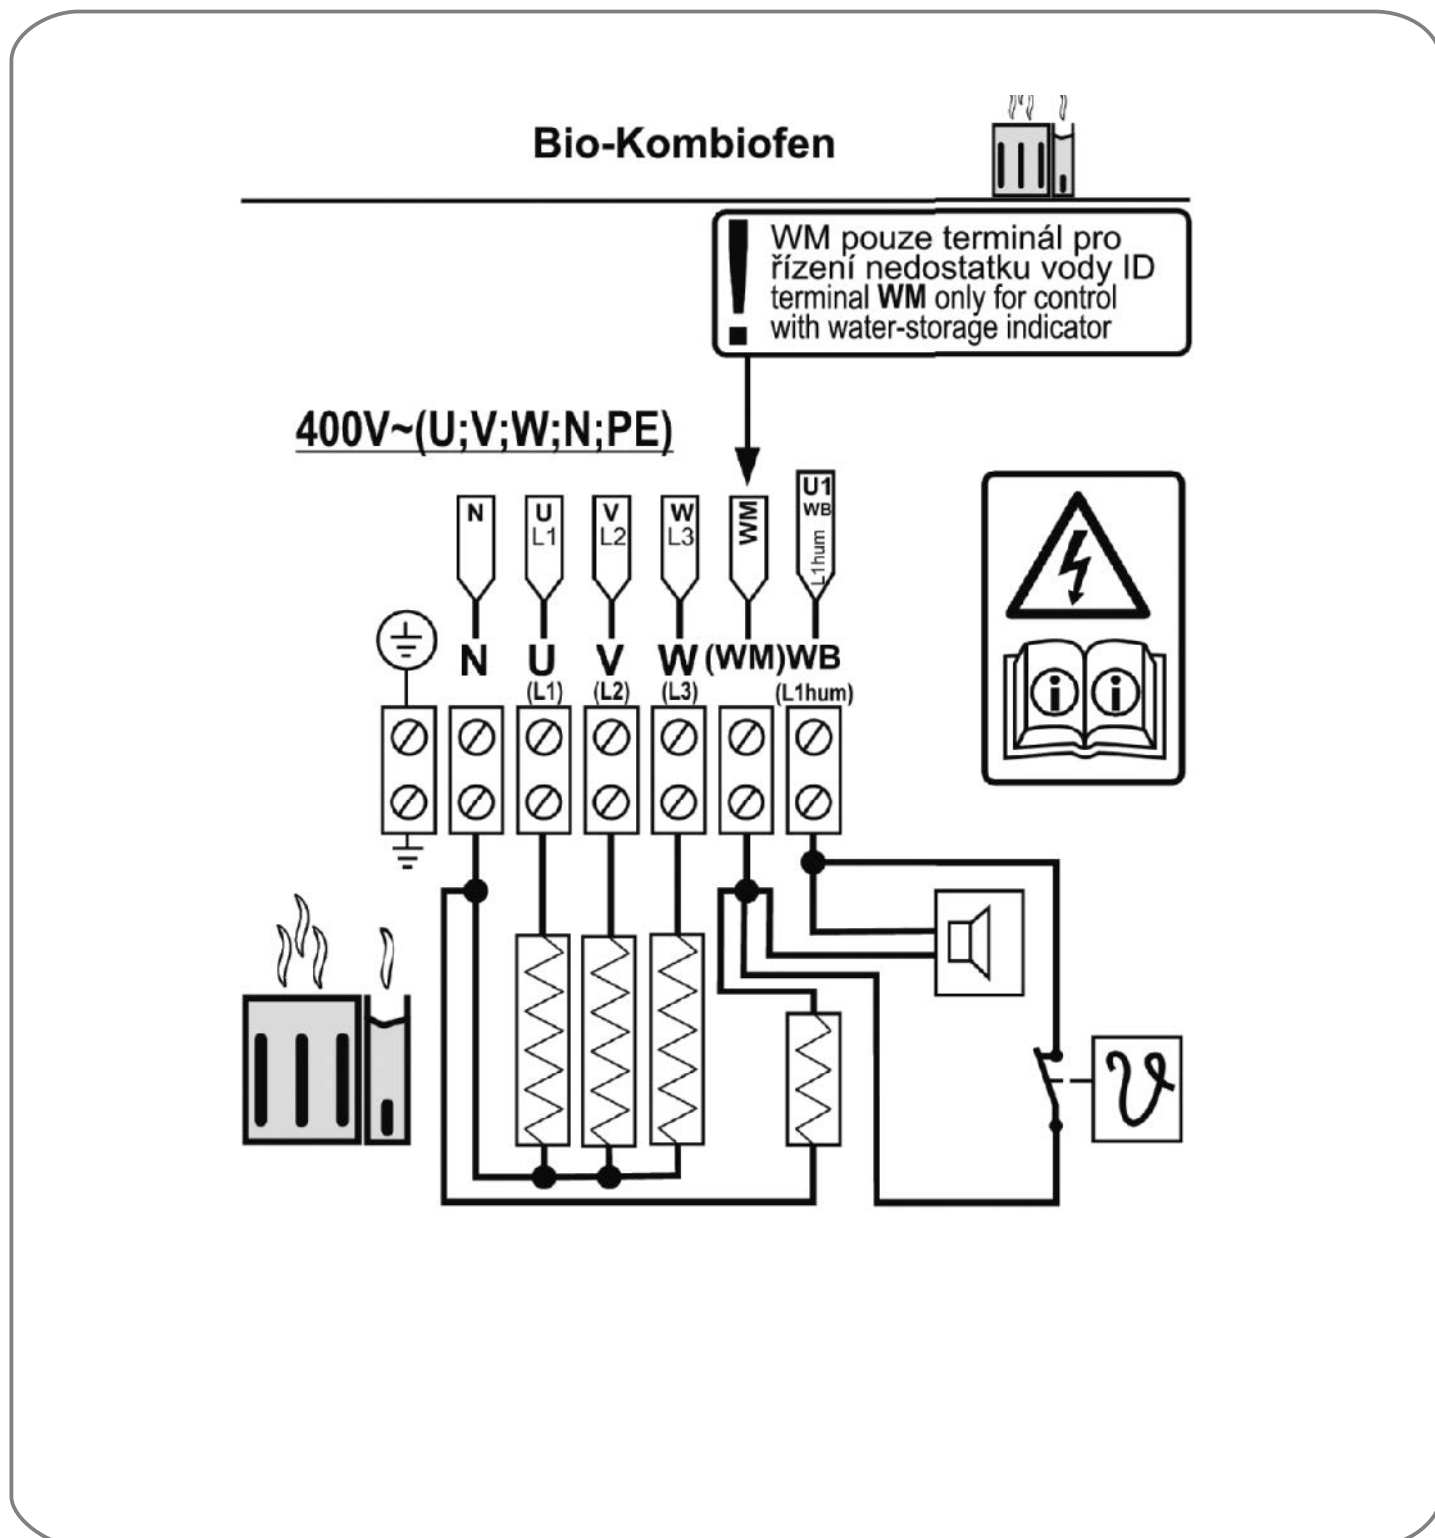 Bio-Kombiofen
WM pouze terminál pro
řízení nedostatku vody ID
terminal WM only for control
with water-storage indicator
400V~(U;V;W;N;PE)
N
U
L1
V
L2
W
L3
WM
U1
WB
L1hum
N U V W (WM) WB
(L1) (L2) (L3) (L1hum)